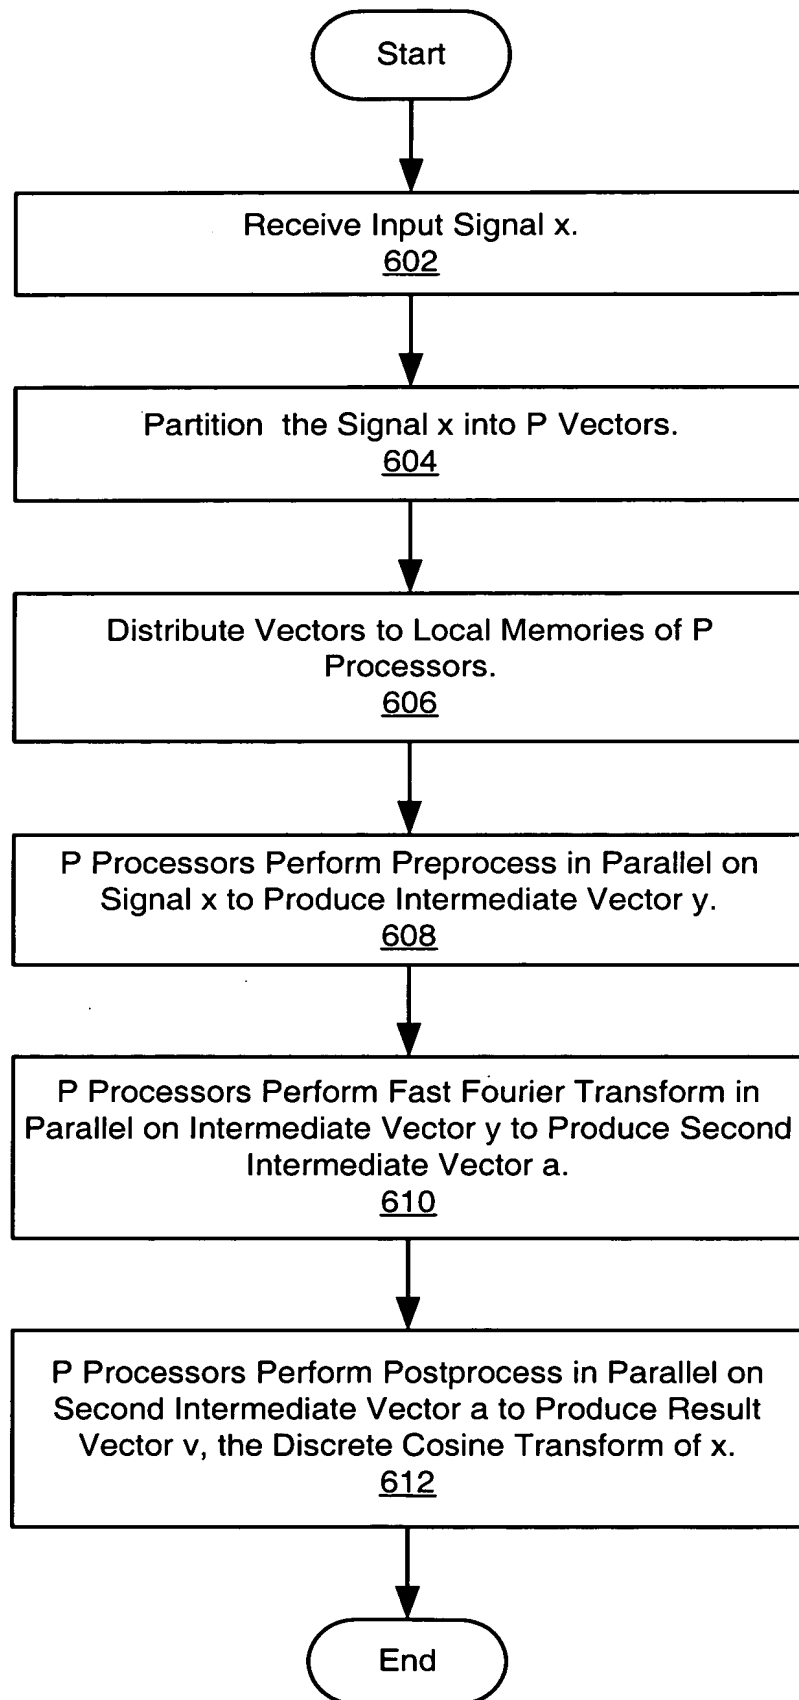 Start
Receive Input Signal x.
602
Partition the Signal x into P Vectors.
604
Distribute Vectors to Local Memories of P
Processors.
606
P Processors Perform Preprocess in Parallel on
Signal x to Produce Intermediate Vector y.
608
P Processors Perform Fast Fourier Transform in
Parallel on Intermediate Vector y to Produce Second
Intermediate Vector a.
610
P Processors Perform Postprocess in Parallel on
Second Intermediate Vector a to Produce Result
Vector v, the Discrete Cosine Transform of x.
612
End